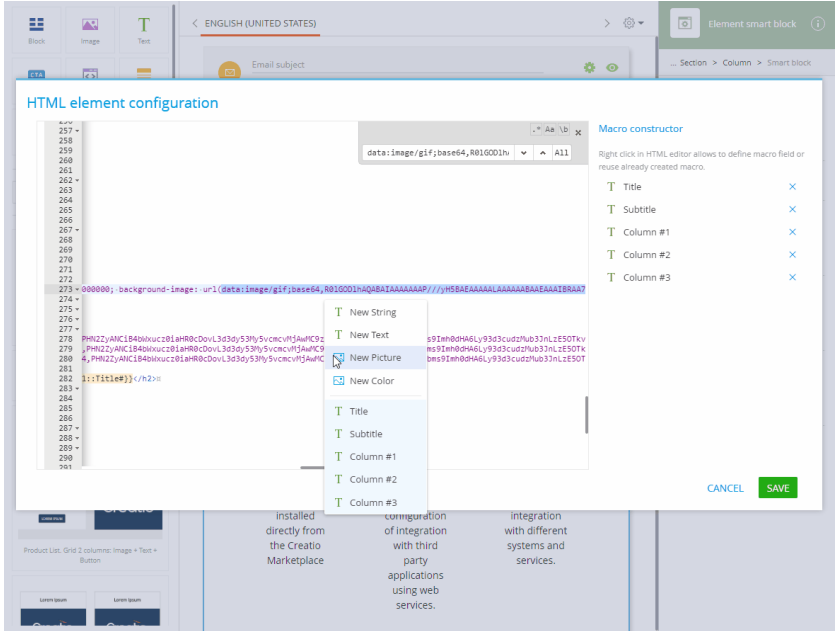 Block
Image
Text
ENGLISH (UNITED STATES)
Element smart block
Email subject
... Section > Column > Smart block
CTA
HTML element configuration
257
258
259
260
261
262
263
264
265
266
267
268
269
270
271
272
273
274
275
276
277
278
279
280
281
282
283
284
285
286
287
288
289
290
291
.* Aa \b
data:image/gif;base64,R0lGODlh
All
000000; background-image: url(data:image/gif;base64,R0lGODlhAQABAIAAAAAAAP///yH5BAEAAAAALAAAAAABAAEAAAIBRAA7
1::Title#}}</h2>
New String
New Text
New Picture
New Color
Title
Subtitle
Column #1
Column #2
Column #3
Macro constructor
Right click in HTML editor allows to define macro field or
reuse already created macro.
Title
Subtitle
Column #1
Column #2
Column #3
CANCEL
SAVE
Product List. Grid 2 columns: Image + Text +
Button
Lorem ipsum
Lorem ipsum
installed
directly from
the Creatio
Marketplace
configuration
of integration
with third
party
applications
using web
services.
integration
with different
systems and
services.